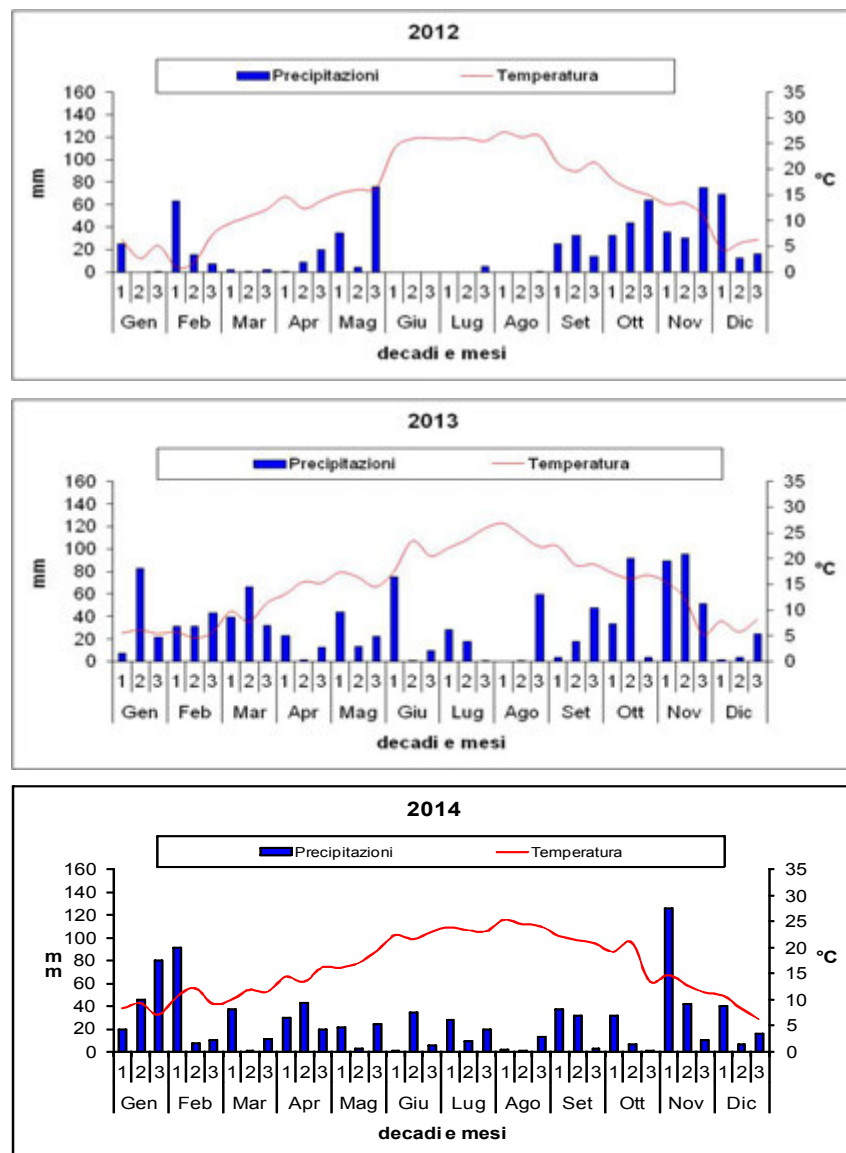 2012
Precipitazioni Temperatura
160 35
140 30
120 25
100 20
80 15
60 10
40 5
20 0
0
mm
°C
1 2 3 1 2 3 1 2 3 1 2 3 1 2 3 1 2 3 1 2 3 1 2 3 1 2 3 1 2 3 1 2 3 1 2 3
Gen Feb Mar Apr Mag Giu Lug Ago Set Ott Nov Dic
decadi e mesi
2013
Precipitazioni Temperatura
160 35
140 30
120 25
100 20
80 15
60 10
40 5
20 0
0
mm
°C
1 2 3 1 2 3 1 2 3 1 2 3 1 2 3 1 2 3 1 2 3 1 2 3 1 2 3 1 2 3 1 2 3 1 2 3
Gen Feb Mar Apr Mag Giu Lug Ago Set Ott Nov Dic
decadi e mesi
2014
Precipitazioni Temperatura
160 35
140 30
120 25
100 20
80 15
60 10
40 5
20 0
0
mm
°C
1 2 3 1 2 3 1 2 3 1 2 3 1 2 3 1 2 3 1 2 3 1 2 3 1 2 3 1 2 3 1 2 3 1 2 3
Gen Feb Mar Apr Mag Giu Lug Ago Set Ott Nov Dic
decadi e mesi